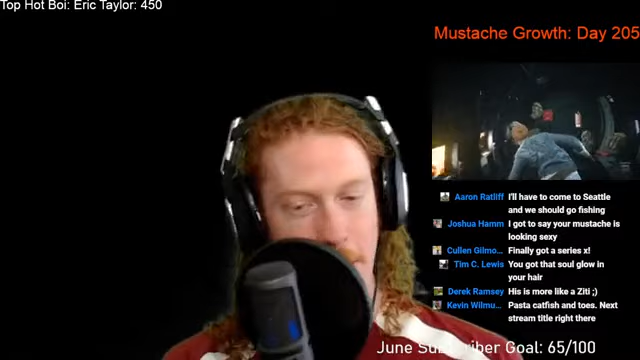 Top Hot Boi: Eric Taylor: 450
Mustache Growth: Day 205
Aaron Ratliff I'll have to come to Seattle
and we should go fishing
Joshua Hamm I got to say your mustache is
looking sexy
Cullen Gilmo... Finally got a series x!
Tim C. Lewis You got that soul glow in
your hair
Derek Ramsey His is more like a Ziti ;)
Kevin Wilmu... Pasta catfish and toes. Next
stream title right there
June Subscriber Goal: 65/100